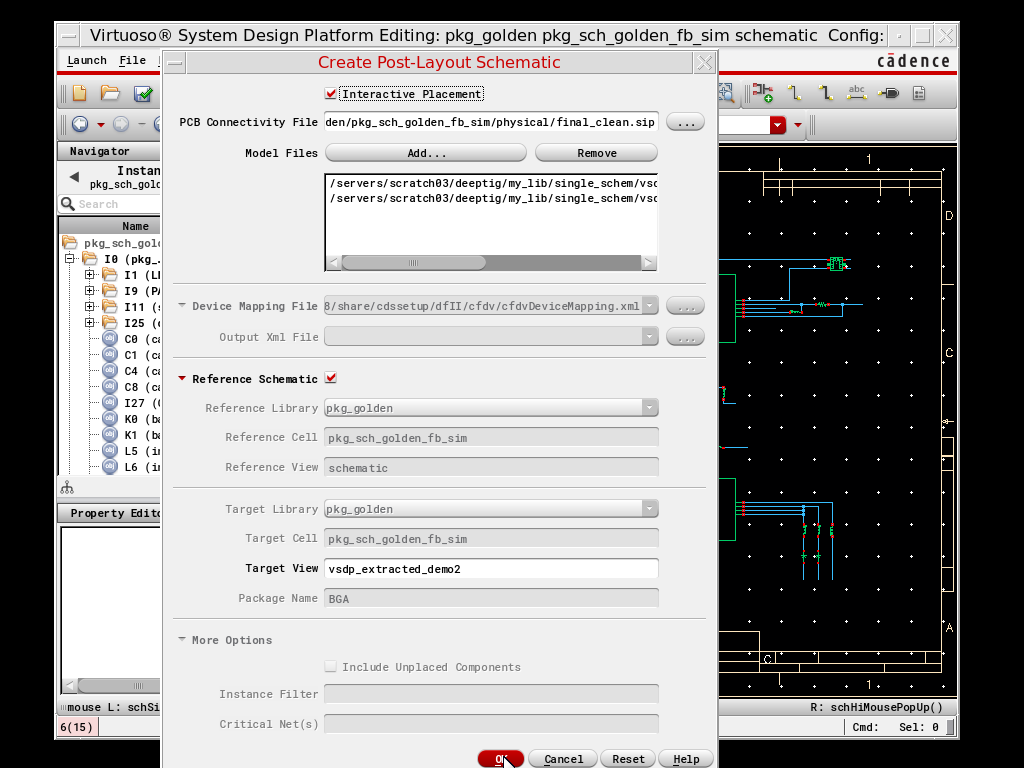 Virtuoso® System Design Platform Editing: pkg_golden pkg_sch_golden_fb_sim schematic Config:
Launch File
cādence
Create Post-Layout Schematic
Interactive Placement
PCB Connectivity File den/pkg_sch_golden_fb_sim/physical/final_clean.sip ...
Model Files Add... Remove
/servers/scratch03/deeptig/my_lib/single_schem/vsd
/servers/scratch03/deeptig/my_lib/single_schem/vsd
Device Mapping File 8/share/cdssetup/dfII/cfdv/cfdvDeviceMapping.xml ...
Output Xml File ...
Reference Schematic
Reference Library pkg_golden
Reference Cell pkg_sch_golden_fb_sim
Reference View schematic
Target Library pkg_golden
Target Cell pkg_sch_golden_fb_sim
Target View vsdp_extracted_demo2
Package Name BGA
More Options
Include Unplaced Components
Instance Filter
Critical Net(s)
OK Cancel Reset Help
Navigator
Instan
pkg_sch_gol
Search
Name
pkg_sch_gold
I0 (pkg_
I1 (LI
I9 (PA
I11 (s
I25 (
C0 (ca
C1 (ca
C4 (ca
C8 (ca
I27 (
K0 (ba
K1 (ba
L5 (in
L6 (in
Property Edito
abc
1
D
C
A
C
1
mouse L: schSi
R: schHiMousePopUp()
6(15)
Cmd: Sel: 0